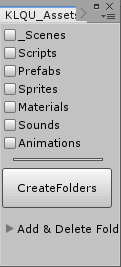 KLQU_Assets
_Scenes
Scripts
Prefabs
Sprites
Materials
Sounds
Animations
CreateFolders
Add & Delete Fold